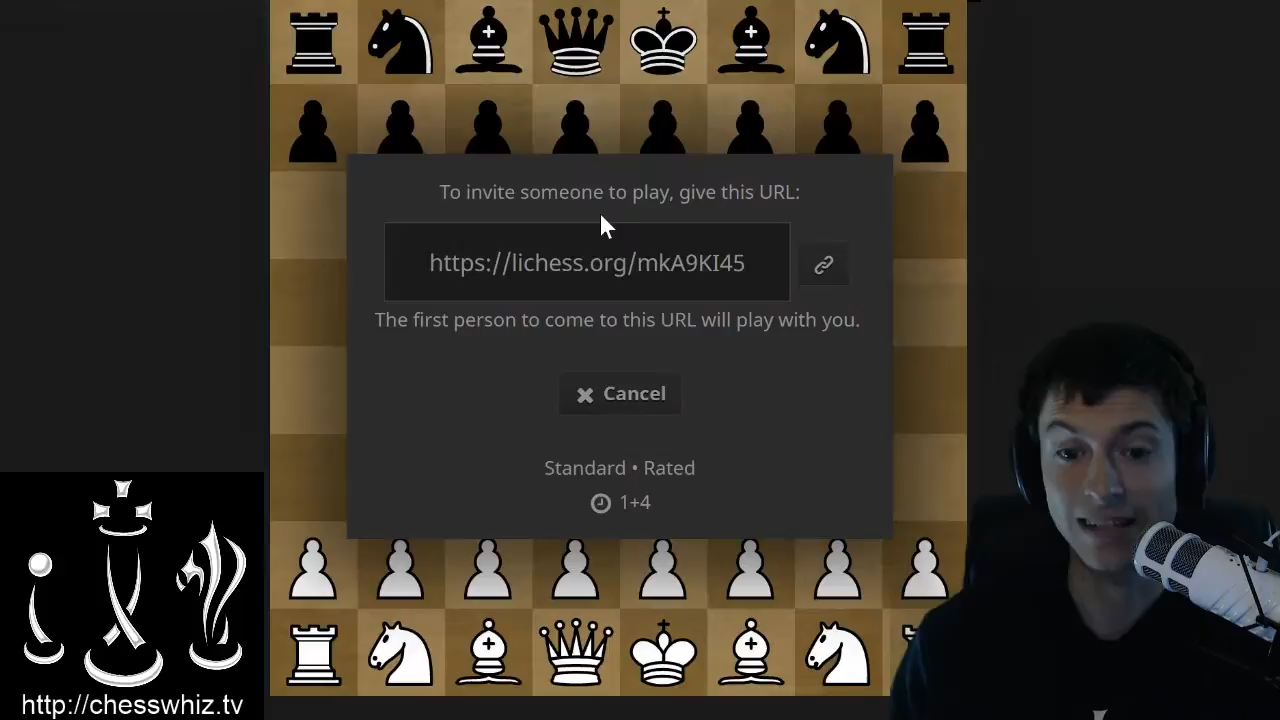 To invite someone to play, give this URL:
https://lichess.org/mkA9KI45
The first person to come to this URL will play with you.
Cancel
Standard • Rated
1+4
http://chesswhiz.tv